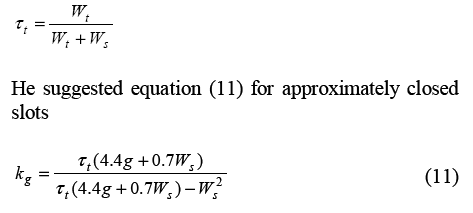 τ_t = W_t / (W_t + W_s)
He suggested equation (11) for approximately closed
slots
k_g = τ_t(4.4g + 0.7W_s) / (τ_t(4.4g + 0.7W_s) − W_s^2) (11)